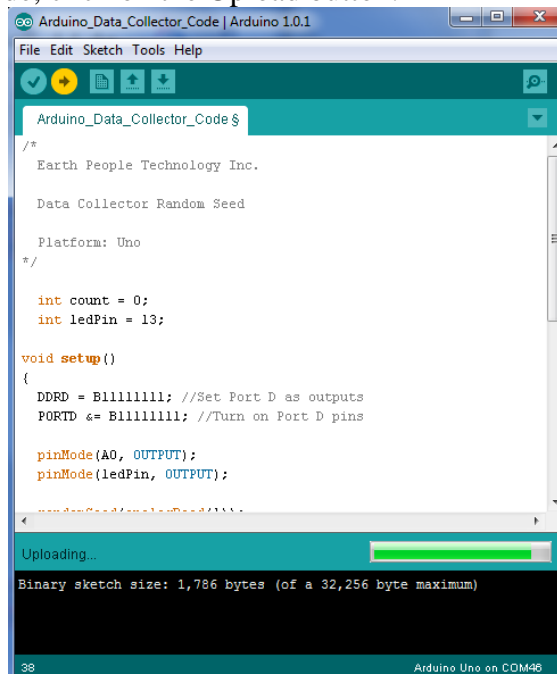 Arduino_Data_Collector_Code | Arduino 1.0.1
File Edit Sketch Tools Help
Arduino_Data_Collector_Code §
/*
Earth People Technology Inc.
Data Collector Random Seed
Platform: Uno
*/
int count = 0;
int ledPin = 13;
void setup()
{
DDRD = B11111111; //Set Port D as outputs
PORTD &= B11111111; //Turn on Port D pins
pinMode(A0, OUTPUT);
pinMode(ledPin, OUTPUT);
Uploading...
Binary sketch size: 1,786 bytes (of a 32,256 byte maximum)
38 Arduino Uno on COM46